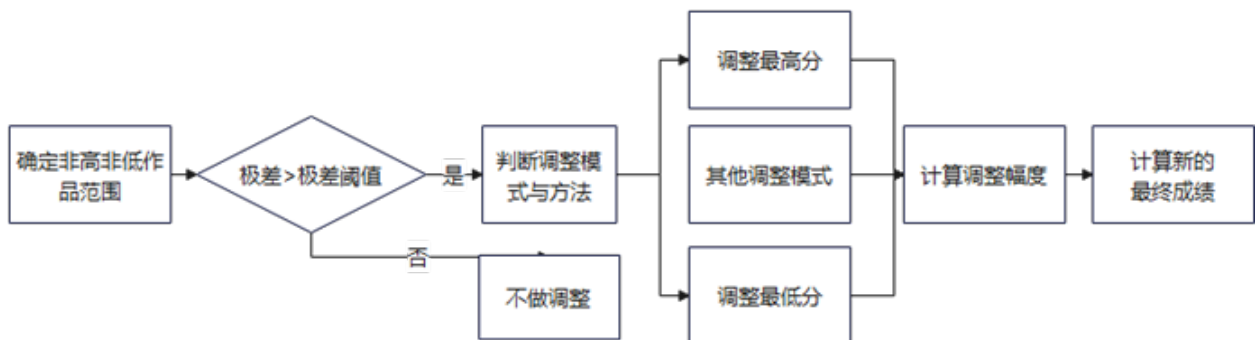 确定非高非低作
品范围
极差>极差阈值
是
否
判断调整模
式与方法
不做调整
调整最高分
其他调整模式
调整最低分
计算调整幅度
计算新的
最终成绩